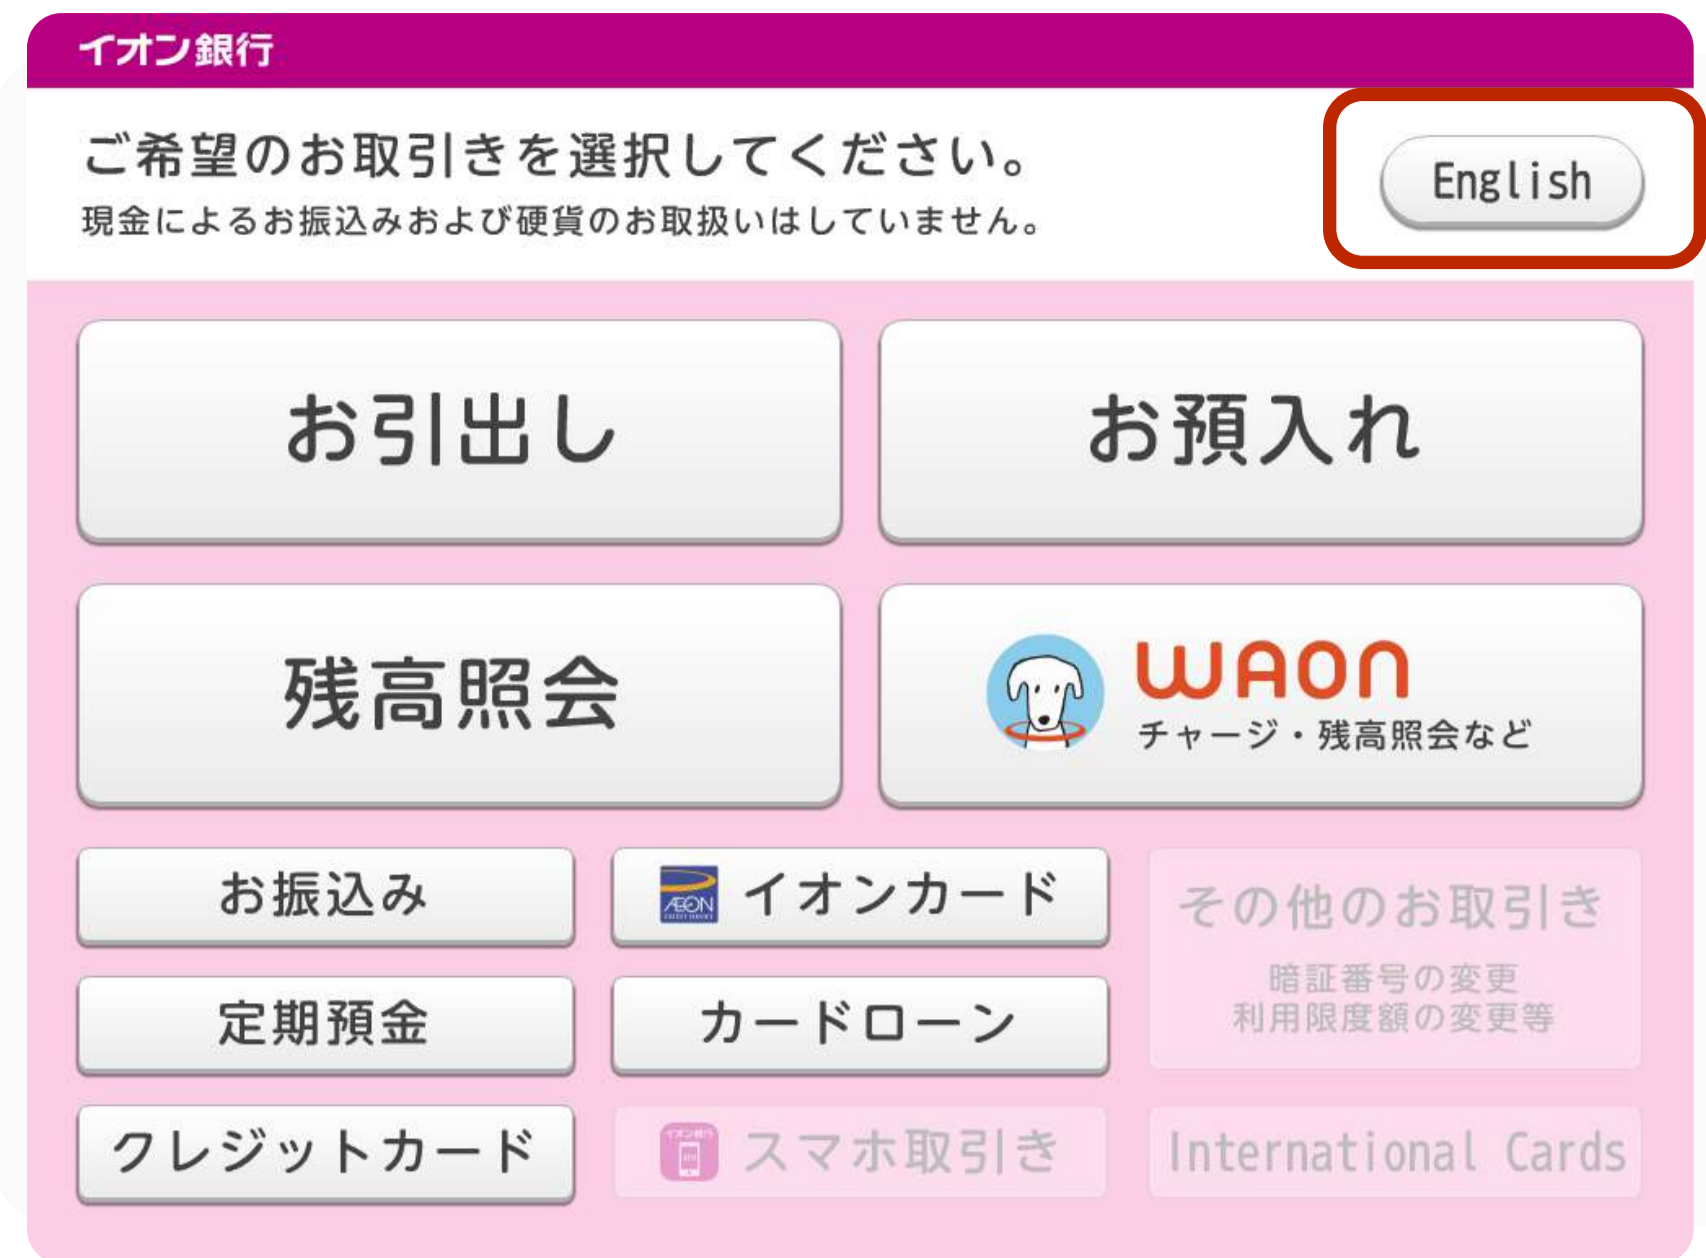 イオン銀行
ご希望のお取引きを選択してください。
現金によるお振込みおよび硬貨のお取扱いはしていません。
English
お引出し
お預入れ
残高照会
WAON
チャージ・残高照会など
お振込み
AEON
イオンカード
その他のお取引き
暗証番号の変更
利用限度額の変更等
定期預金
カードローン
クレジットカード
イオン銀行
スマホ取引き
International Cards